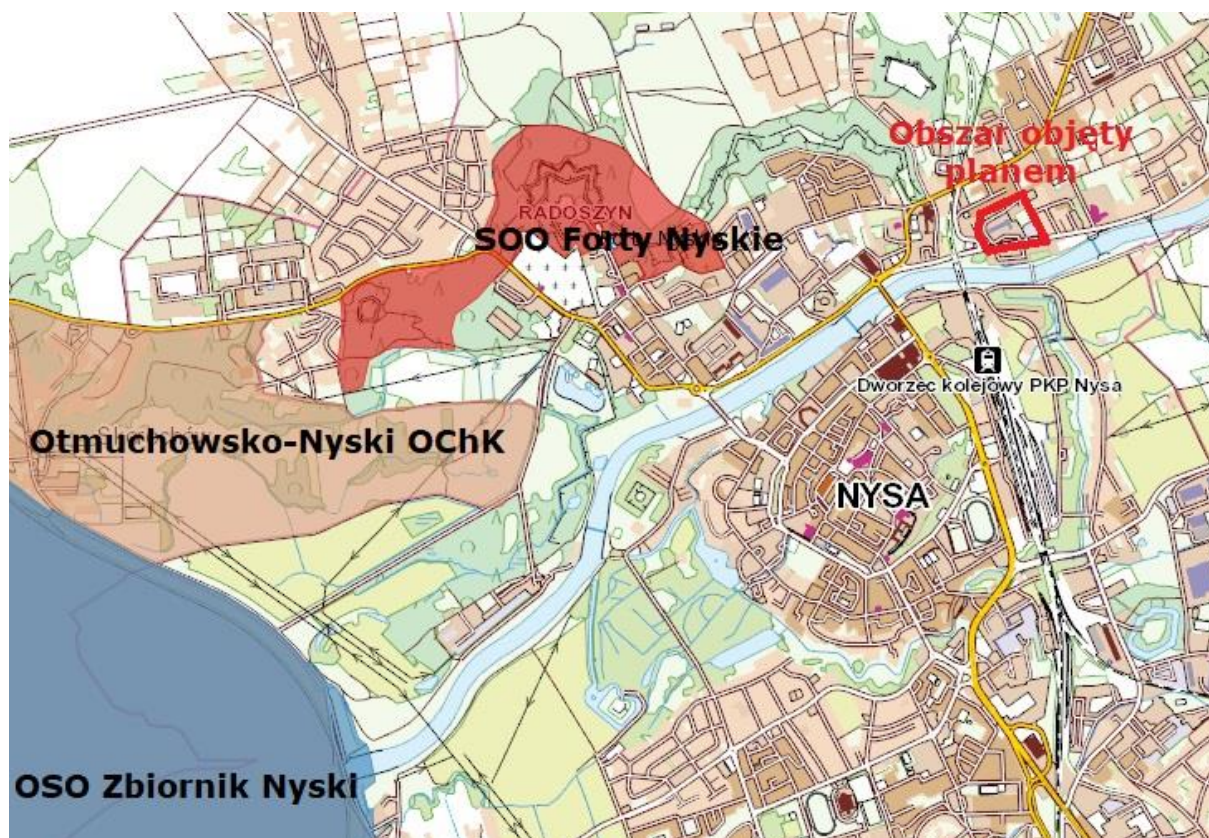 Obszar objęty
planem
RADOSZYN
SOO Forty Nyskie
Dworzec kolejowy PKP Nysa
Otmuchowsko-Nyski OChK
NYSA
OSO Zbiornik Nyski